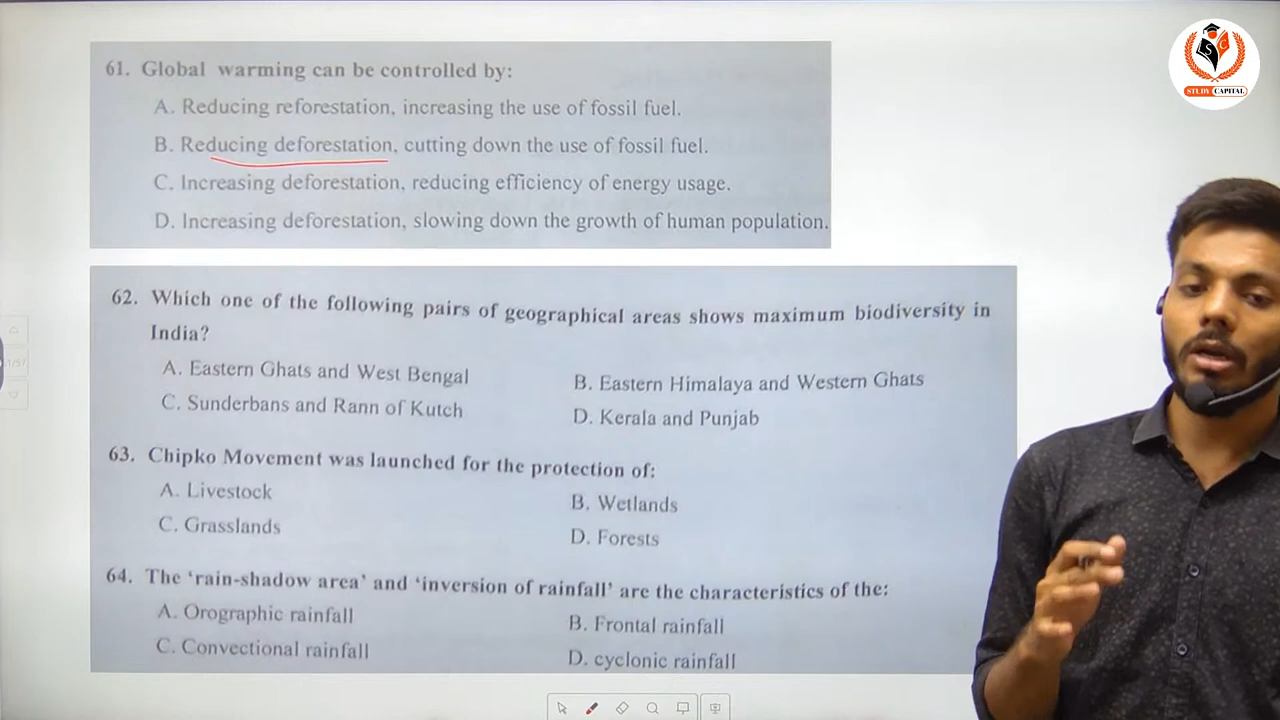 61. Global warming can be controlled by:
A. Reducing reforestation, increasing the use of fossil fuel.
B. Reducing deforestation, cutting down the use of fossil fuel.
C. Increasing deforestation, reducing efficiency of energy usage.
D. Increasing deforestation, slowing down the growth of human population.
62. Which one of the following pairs of geographical areas shows maximum biodiversity in
India?
A. Eastern Ghats and West Bengal
B. Eastern Himalaya and Western Ghats
C. Sunderbans and Rann of Kutch
D. Kerala and Punjab
63. Chipko Movement was launched for the protection of:
A. Livestock
B. Wetlands
C. Grasslands
D. Forests
64. The ‘rain-shadow area’ and ‘inversion of rainfall’ are the characteristics of the:
A. Orographic rainfall
B. Frontal rainfall
C. Convectional rainfall
D. cyclonic rainfall
S C
STUDY CAPITAL